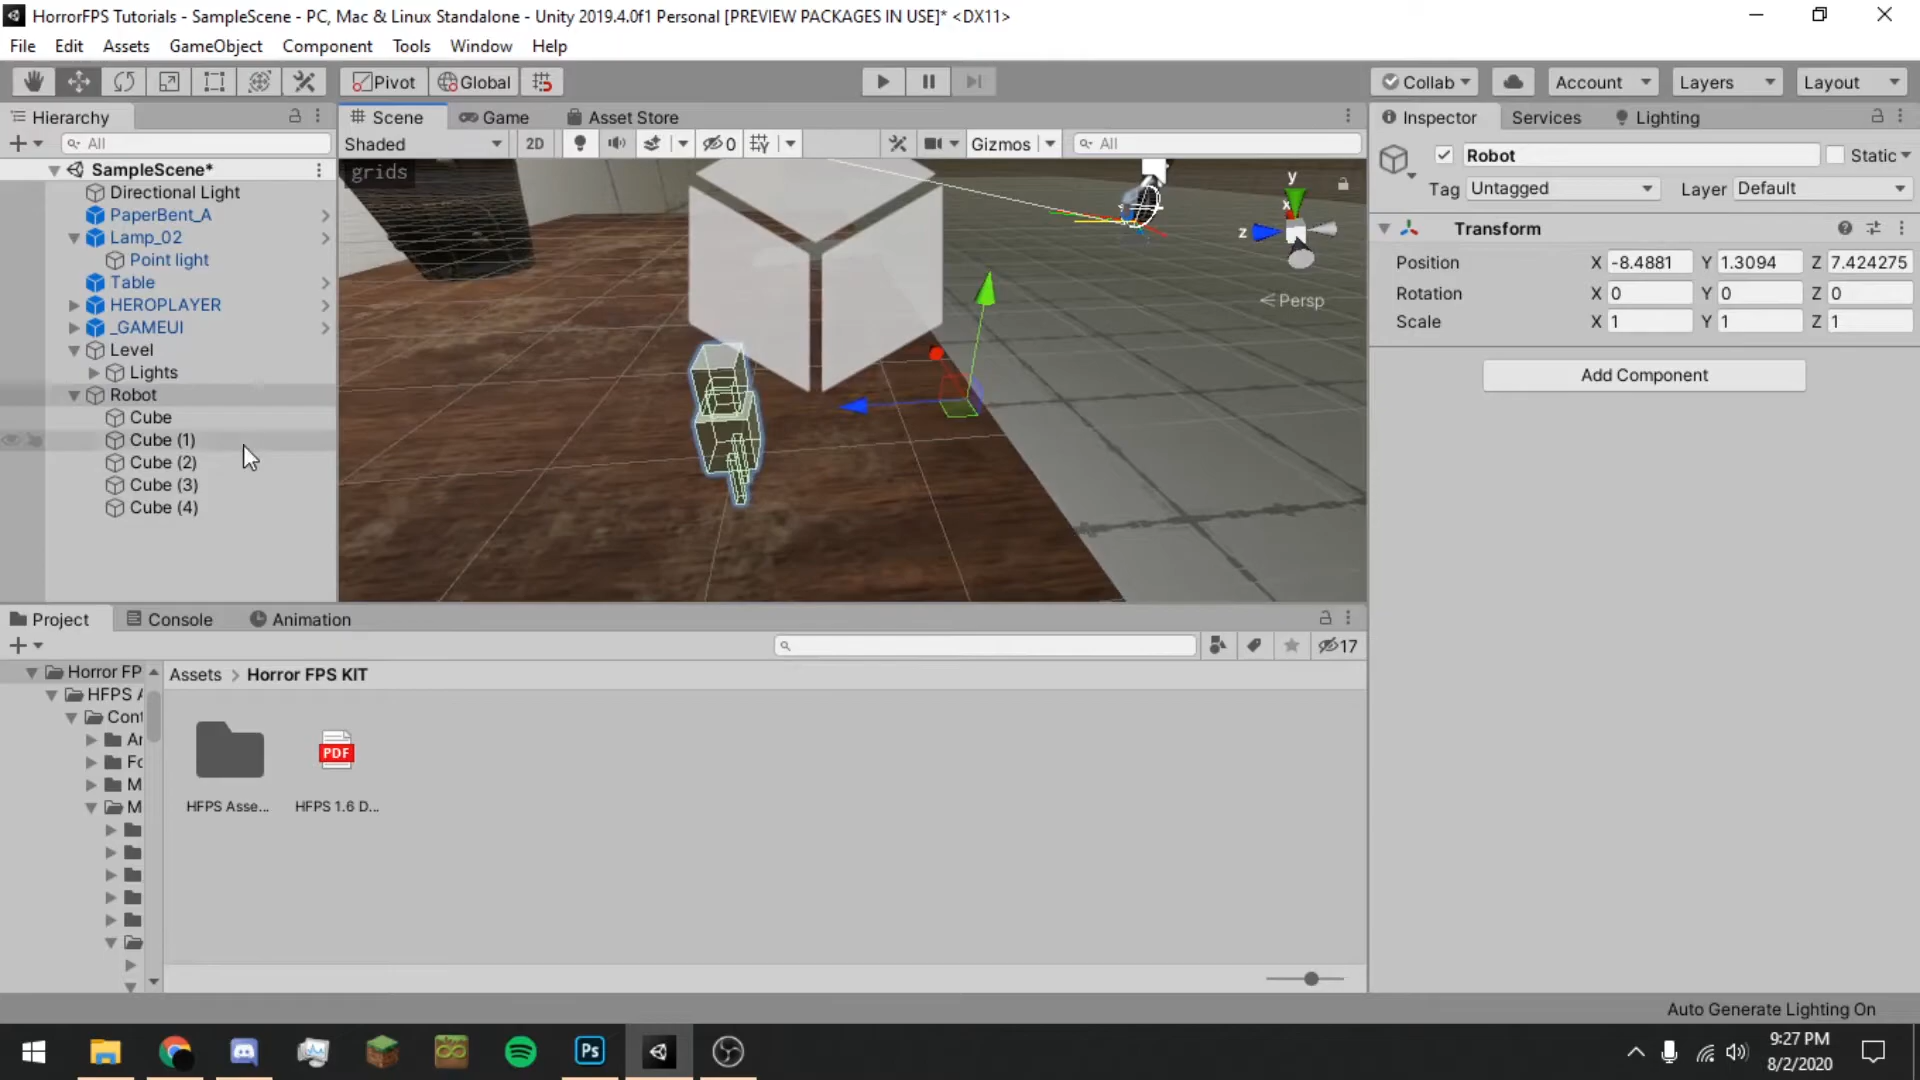 HorrorFPS Tutorials - SampleScene - PC, Mac & Linux Standalone - Unity 2019.4.0f1 Personal [PREVIEW PACKAGES IN USE]* <DX11>
File Edit Assets GameObject Component Tools Window Help
Pivot Global Collab Account Layers Layout
Hierarchy Scene Game Asset Store Inspector Services Lighting
All Shaded 2D 0 Gizmos All Robot Static
SampleScene* grids y
Directional Light Tag Untagged Layer Default
PaperBent_A x
Lamp_02 z Transform
Point light Position X -8.4881 Y 1.3094 Z 7.424275
Table Rotation X 0 Y 0 Z 0
HEROPLAYER Persp
_GAMEUI Scale X 1 Y 1 Z 1
Level
Lights Add Component
Robot
Cube
Cube (1)
Cube (2)
Cube (3)
Cube (4)
Project Console Animation
17
Horror FP Assets > Horror FPS KIT
HFPS A
Cont
Ar
Fc
M PDF
M HFPS Asse... HFPS 1.6 D...
Auto Generate Lighting On
Ps 9:27 PM
8/2/2020